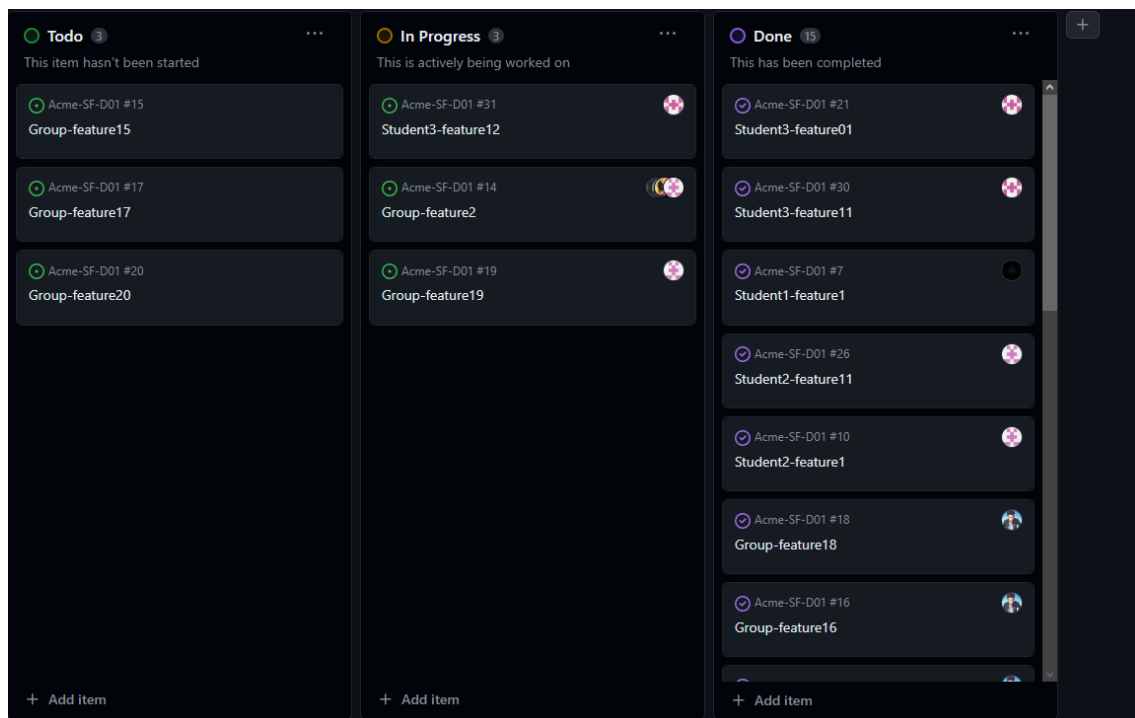 Todo 3
This item hasn't been started
Acme-SF-D01 #15
Group-feature15
Acme-SF-D01 #17
Group-feature17
Acme-SF-D01 #20
Group-feature20
+ Add item
In Progress 3
This is actively being worked on
Acme-SF-D01 #31
Student3-feature12
Acme-SF-D01 #14
Group-feature2
Acme-SF-D01 #19
Group-feature19
+ Add item
Done 15
This has been completed
Acme-SF-D01 #21
Student3-feature01
Acme-SF-D01 #30
Student3-feature11
Acme-SF-D01 #7
Student1-feature1
Acme-SF-D01 #26
Student2-feature11
Acme-SF-D01 #10
Student2-feature1
Acme-SF-D01 #18
Group-feature18
Acme-SF-D01 #16
Group-feature16
+ Add item